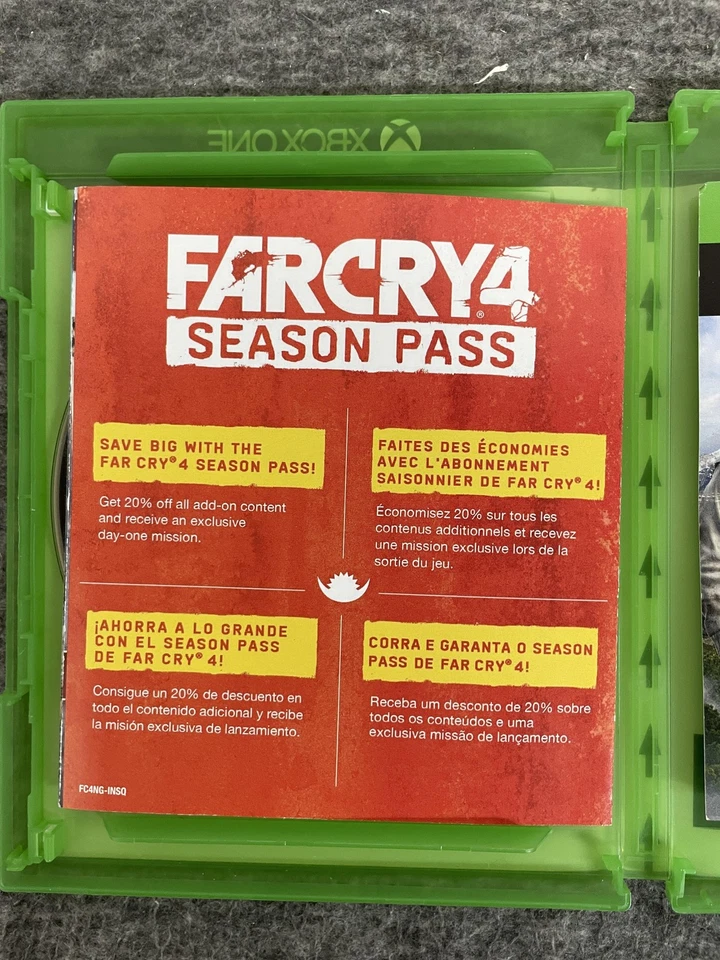 XBOX ONE
FARCRY4®
SEASON PASS
SAVE BIG WITH THE
FAR CRY® 4 SEASON PASS!
Get 20% off all add-on content
and receive an exclusive
day-one mission.
FAITES DES ÉCONOMIES
AVEC L'ABONNEMENT
SAISONNIER DE FAR CRY® 4!
Économisez 20% sur tous les
contenus additionnels et recevez
une mission exclusive lors de la
sortie du jeu.
¡AHORRA A LO GRANDE
CON EL SEASON PASS
DE FAR CRY® 4!
Consigue un 20% de descuento en
todo el contenido adicional y recibe
la misión exclusiva de lanzamiento.
CORRA E GARANTA O SEASON
PASS DE FAR CRY® 4!
Receba um desconto de 20% sobre
todos os conteúdos e uma
exclusiva missão de lançamento.
FC4NG-INSQ